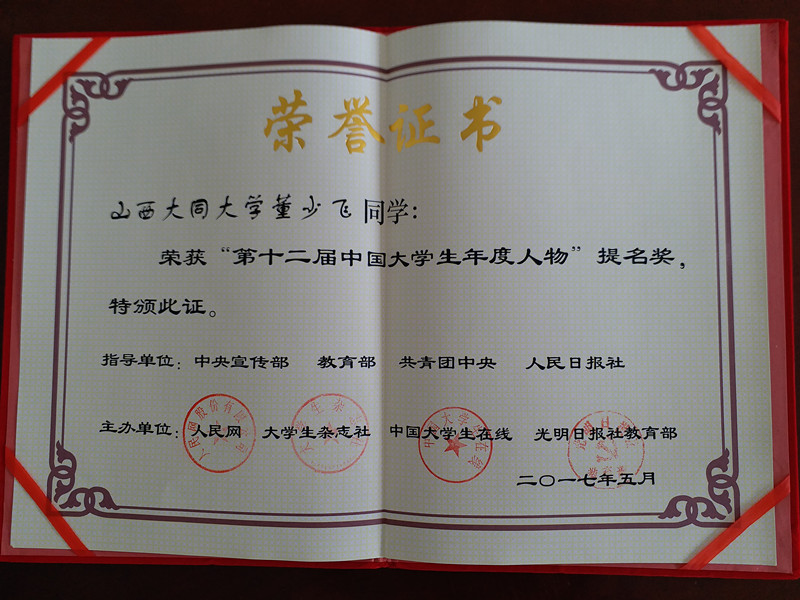 荣誉证书
山西大同大学董少飞同学：
荣获“第十二届中国大学生年度人物”提名奖，
特颁此证。
指导单位：中央宣传部 教育部 共青团中央 人民日报社
主办单位：人民网 大学生杂志社 中国大学生在线 光明日报社教育部
二〇一七年五月